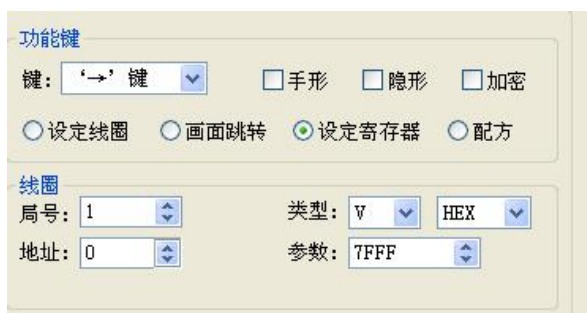 功能键
键： ‘→’ 键 手形 隐形 加密
设定线圈 画面跳转 设定寄存器 配方
线圈
局号： 1 类型： V HEX
地址： 0 参数： 7FFF